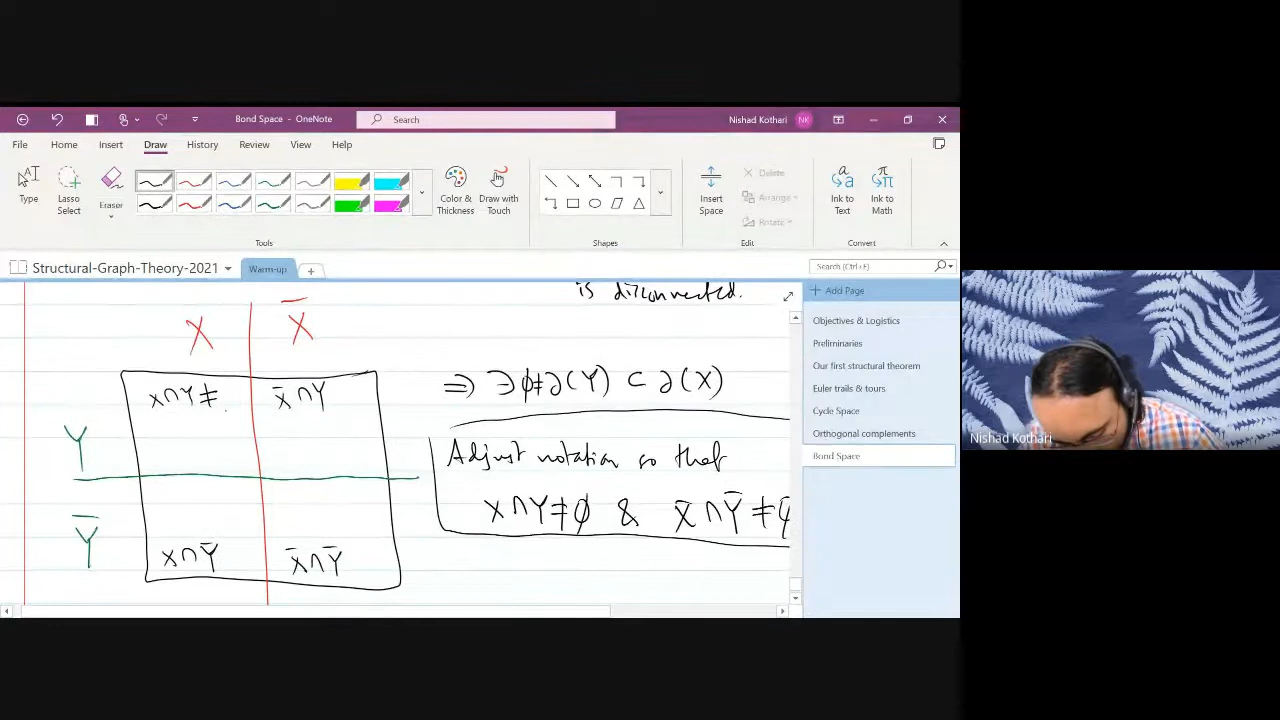 Bond Space - OneNote
Search
Nishad Kothari
NK
File Home Insert Draw History Review View Help
Type
Lasso Select
Eraser
Color & Thickness
Draw with Touch
Insert Space
Delete
Arrange
Rotate
Ink to Text
Ink to Math
Tools
Shapes
Edit
Convert
Structural-Graph-Theory-2021
Warm-up
Search (Ctrl+E)
Add Page
Objectives & Logistics
Preliminaries
Our first structural theorem
Euler trails & tours
Cycle Space
Orthogonal complements
Bond Space
is disconnected.
X X̄
X∩Y ≠ X̄∩Y
Y
Ȳ
X∩Ȳ X̄∩Ȳ
⇒ ∃ ϕ≠∂(Y) ⊂ ∂(X)
Adjust notation so that
X∩Y≠ϕ & X̄∩Ȳ≠ϕ
Nishad Kothari